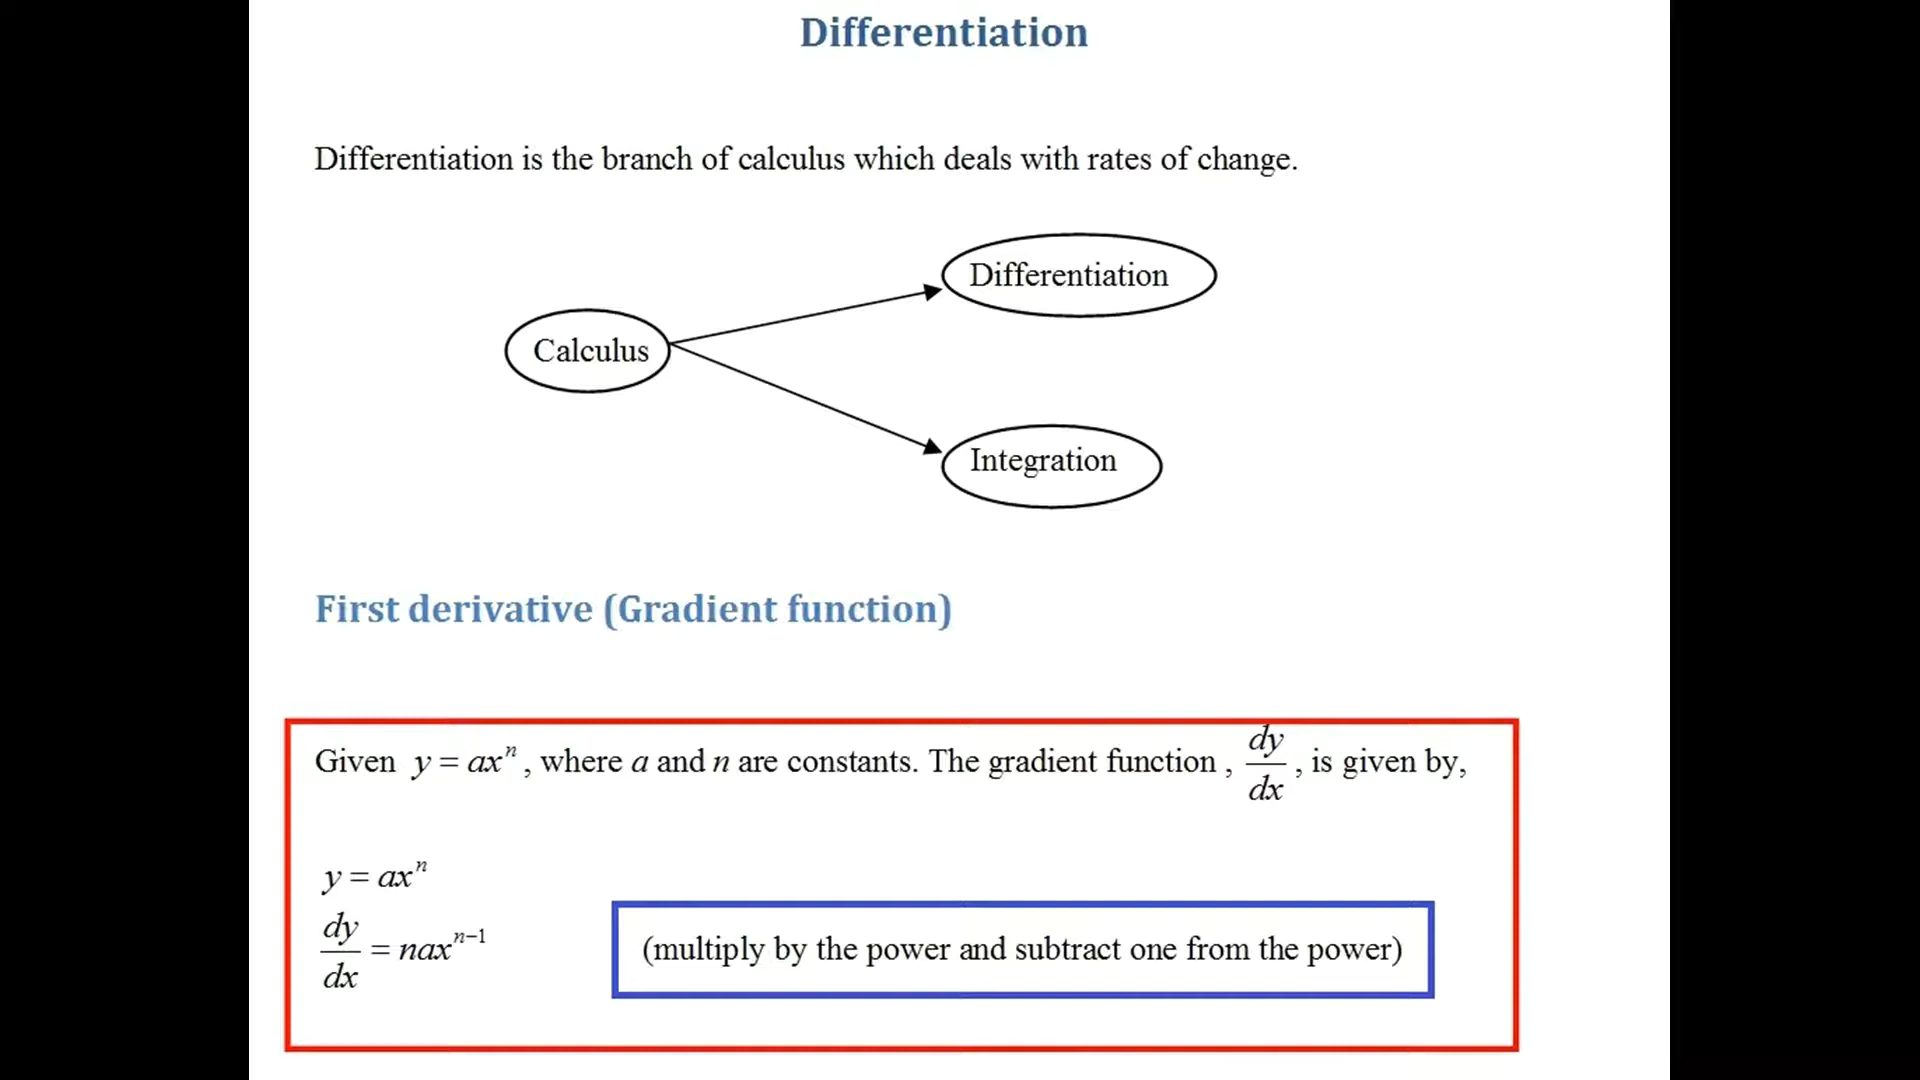 Differentiation
Differentiation is the branch of calculus which deals with rates of change.
Differentiation
Calculus
Integration
First derivative (Gradient function)
Given y = axⁿ, where a and n are constants. The gradient function, dy/dx, is given by,
y = axⁿ
dy/dx = naxⁿ⁻¹
(multiply by the power and subtract one from the power)